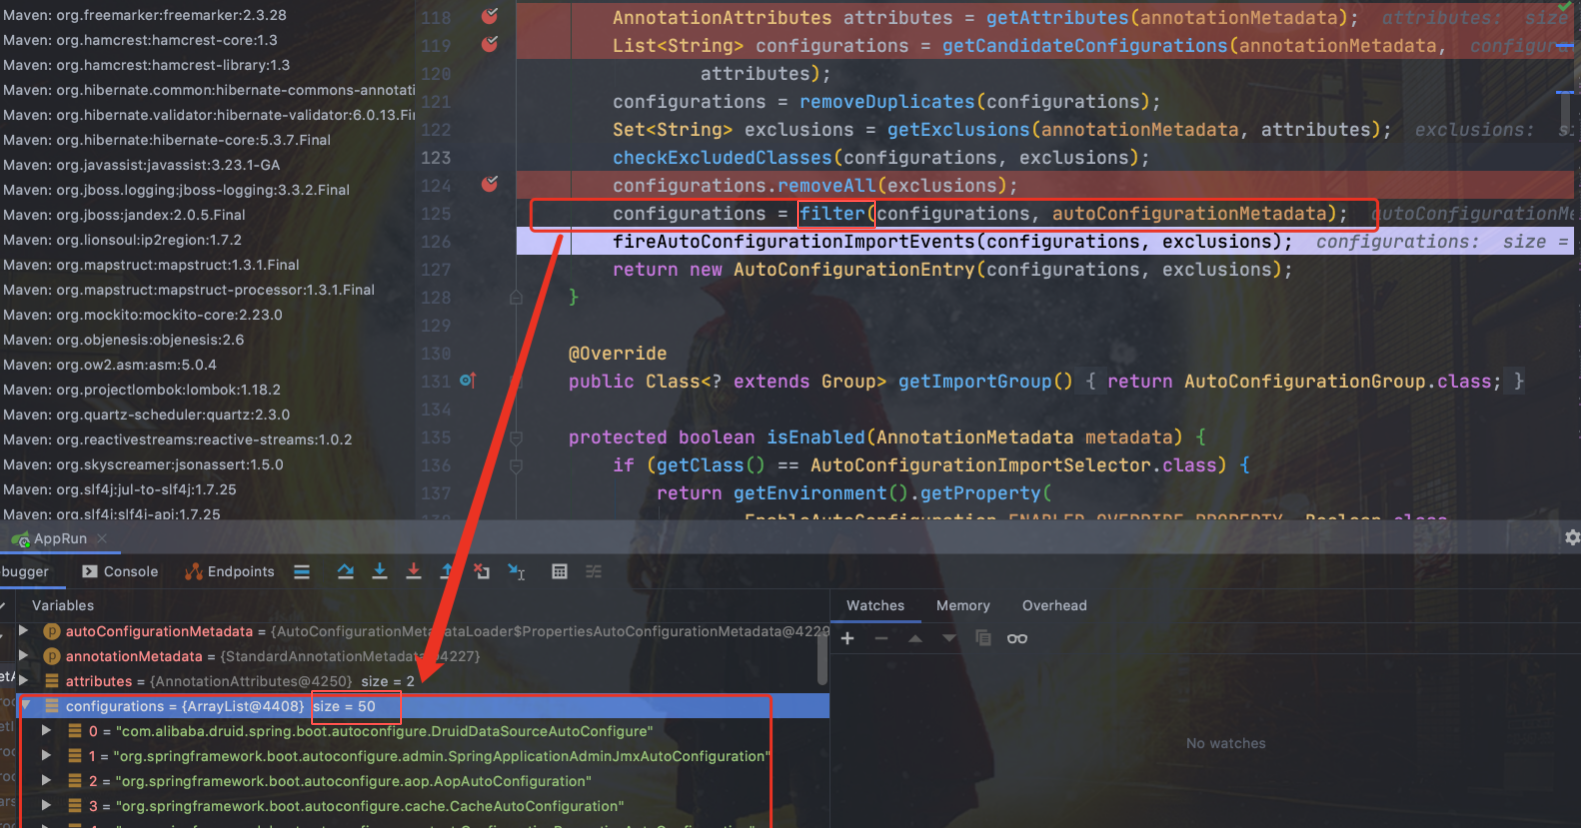 Maven: org.freemarker:freemarker:2.3.28
Maven: org.hamcrest:hamcrest-core:1.3
Maven: org.hamcrest:hamcrest-library:1.3
Maven: org.hibernate.common:hibernate-commons-annotati
Maven: org.hibernate.validator:hibernate-validator:6.0.13.Fir
Maven: org.hibernate:hibernate-core:5.3.7.Final
Maven: org.javassist:javassist:3.23.1-GA
Maven: org.jboss.logging:jboss-logging:3.3.2.Final
Maven: org.jboss:jandex:2.0.5.Final
Maven: org.lionsoul:ip2region:1.7.2
Maven: org.mapstruct:mapstruct:1.3.1.Final
Maven: org.mapstruct:mapstruct-processor:1.3.1.Final
Maven: org.mockito:mockito-core:2.23.0
Maven: org.objenesis:objenesis:2.6
Maven: org.ow2.asm:asm:5.0.4
Maven: org.projectlombok:lombok:1.18.2
Maven: org.quartz-scheduler:quartz:2.3.0
Maven: org.reactivestreams:reactive-streams:1.0.2
Maven: org.skyscreamer:jsonassert:1.5.0
Maven: org.slf4j:jul-to-slf4j:1.7.25
Maven: org.slf4j:slf4j-api:1.7.25
118 AnnotationAttributes attributes = getAttributes(annotationMetadata); attributes: size
119 List<String> configurations = getCandidateConfigurations(annotationMetadata, configura
120 attributes);
121 configurations = removeDuplicates(configurations);
122 Set<String> exclusions = getExclusions(annotationMetadata, attributes); exclusions: si
123 checkExcludedClasses(configurations, exclusions);
124 configurations.removeAll(exclusions);
125 configurations = filter(configurations, autoConfigurationMetadata); autoConfigurationMe
126 fireAutoConfigurationImportEvents(configurations, exclusions); configurations: size =
127 return new AutoConfigurationEntry(configurations, exclusions);
128 }
129
130 @Override
131 public Class<? extends Group> getImportGroup() { return AutoConfigurationGroup.class; }
134
135 protected boolean isEnabled(AnnotationMetadata metadata) {
136 if (getClass() == AutoConfigurationImportSelector.class) {
137 return getEnvironment().getProperty(
EnableAutoConfiguration.ENABLED_OVERRIDE_PROPERTY, Boolean.class
AppRun
bugger Console Endpoints
Variables
autoConfigurationMetadata = {AutoConfigurationMetadataLoader$PropertiesAutoConfigurationMetadata@4229
annotationMetadata = {StandardAnnotationMetadata@4227}
attributes = {AnnotationAttributes@4250} size = 2
configurations = {ArrayList@4408} size = 50
0 = "com.alibaba.druid.spring.boot.autoconfigure.DruidDataSourceAutoConfigure"
1 = "org.springframework.boot.autoconfigure.admin.SpringApplicationAdminJmxAutoConfiguration"
2 = "org.springframework.boot.autoconfigure.aop.AopAutoConfiguration"
3 = "org.springframework.boot.autoconfigure.cache.CacheAutoConfiguration"
Watches Memory Overhead
No watches